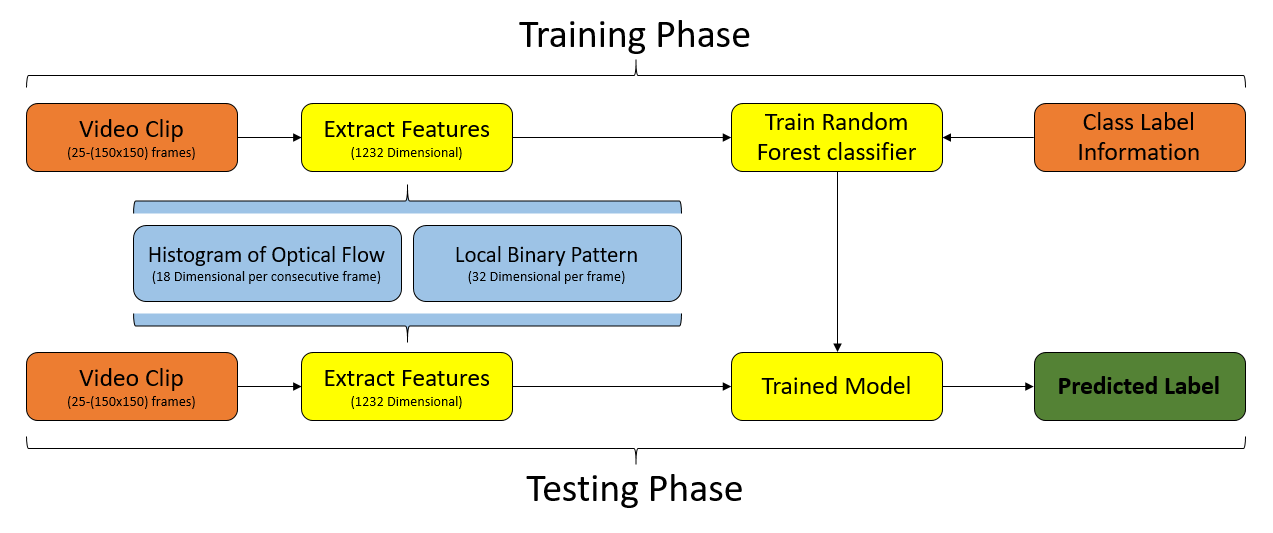 Training Phase
Video Clip
(25-(150x150) frames)
Extract Features
(1232 Dimensional)
Train Random
Forest classifier
Class Label
Information
Histogram of Optical Flow
(18 Dimensional per consecutive frame)
Local Binary Pattern
(32 Dimensional per frame)
Video Clip
(25-(150x150) frames)
Extract Features
(1232 Dimensional)
Trained Model
Predicted Label
Testing Phase